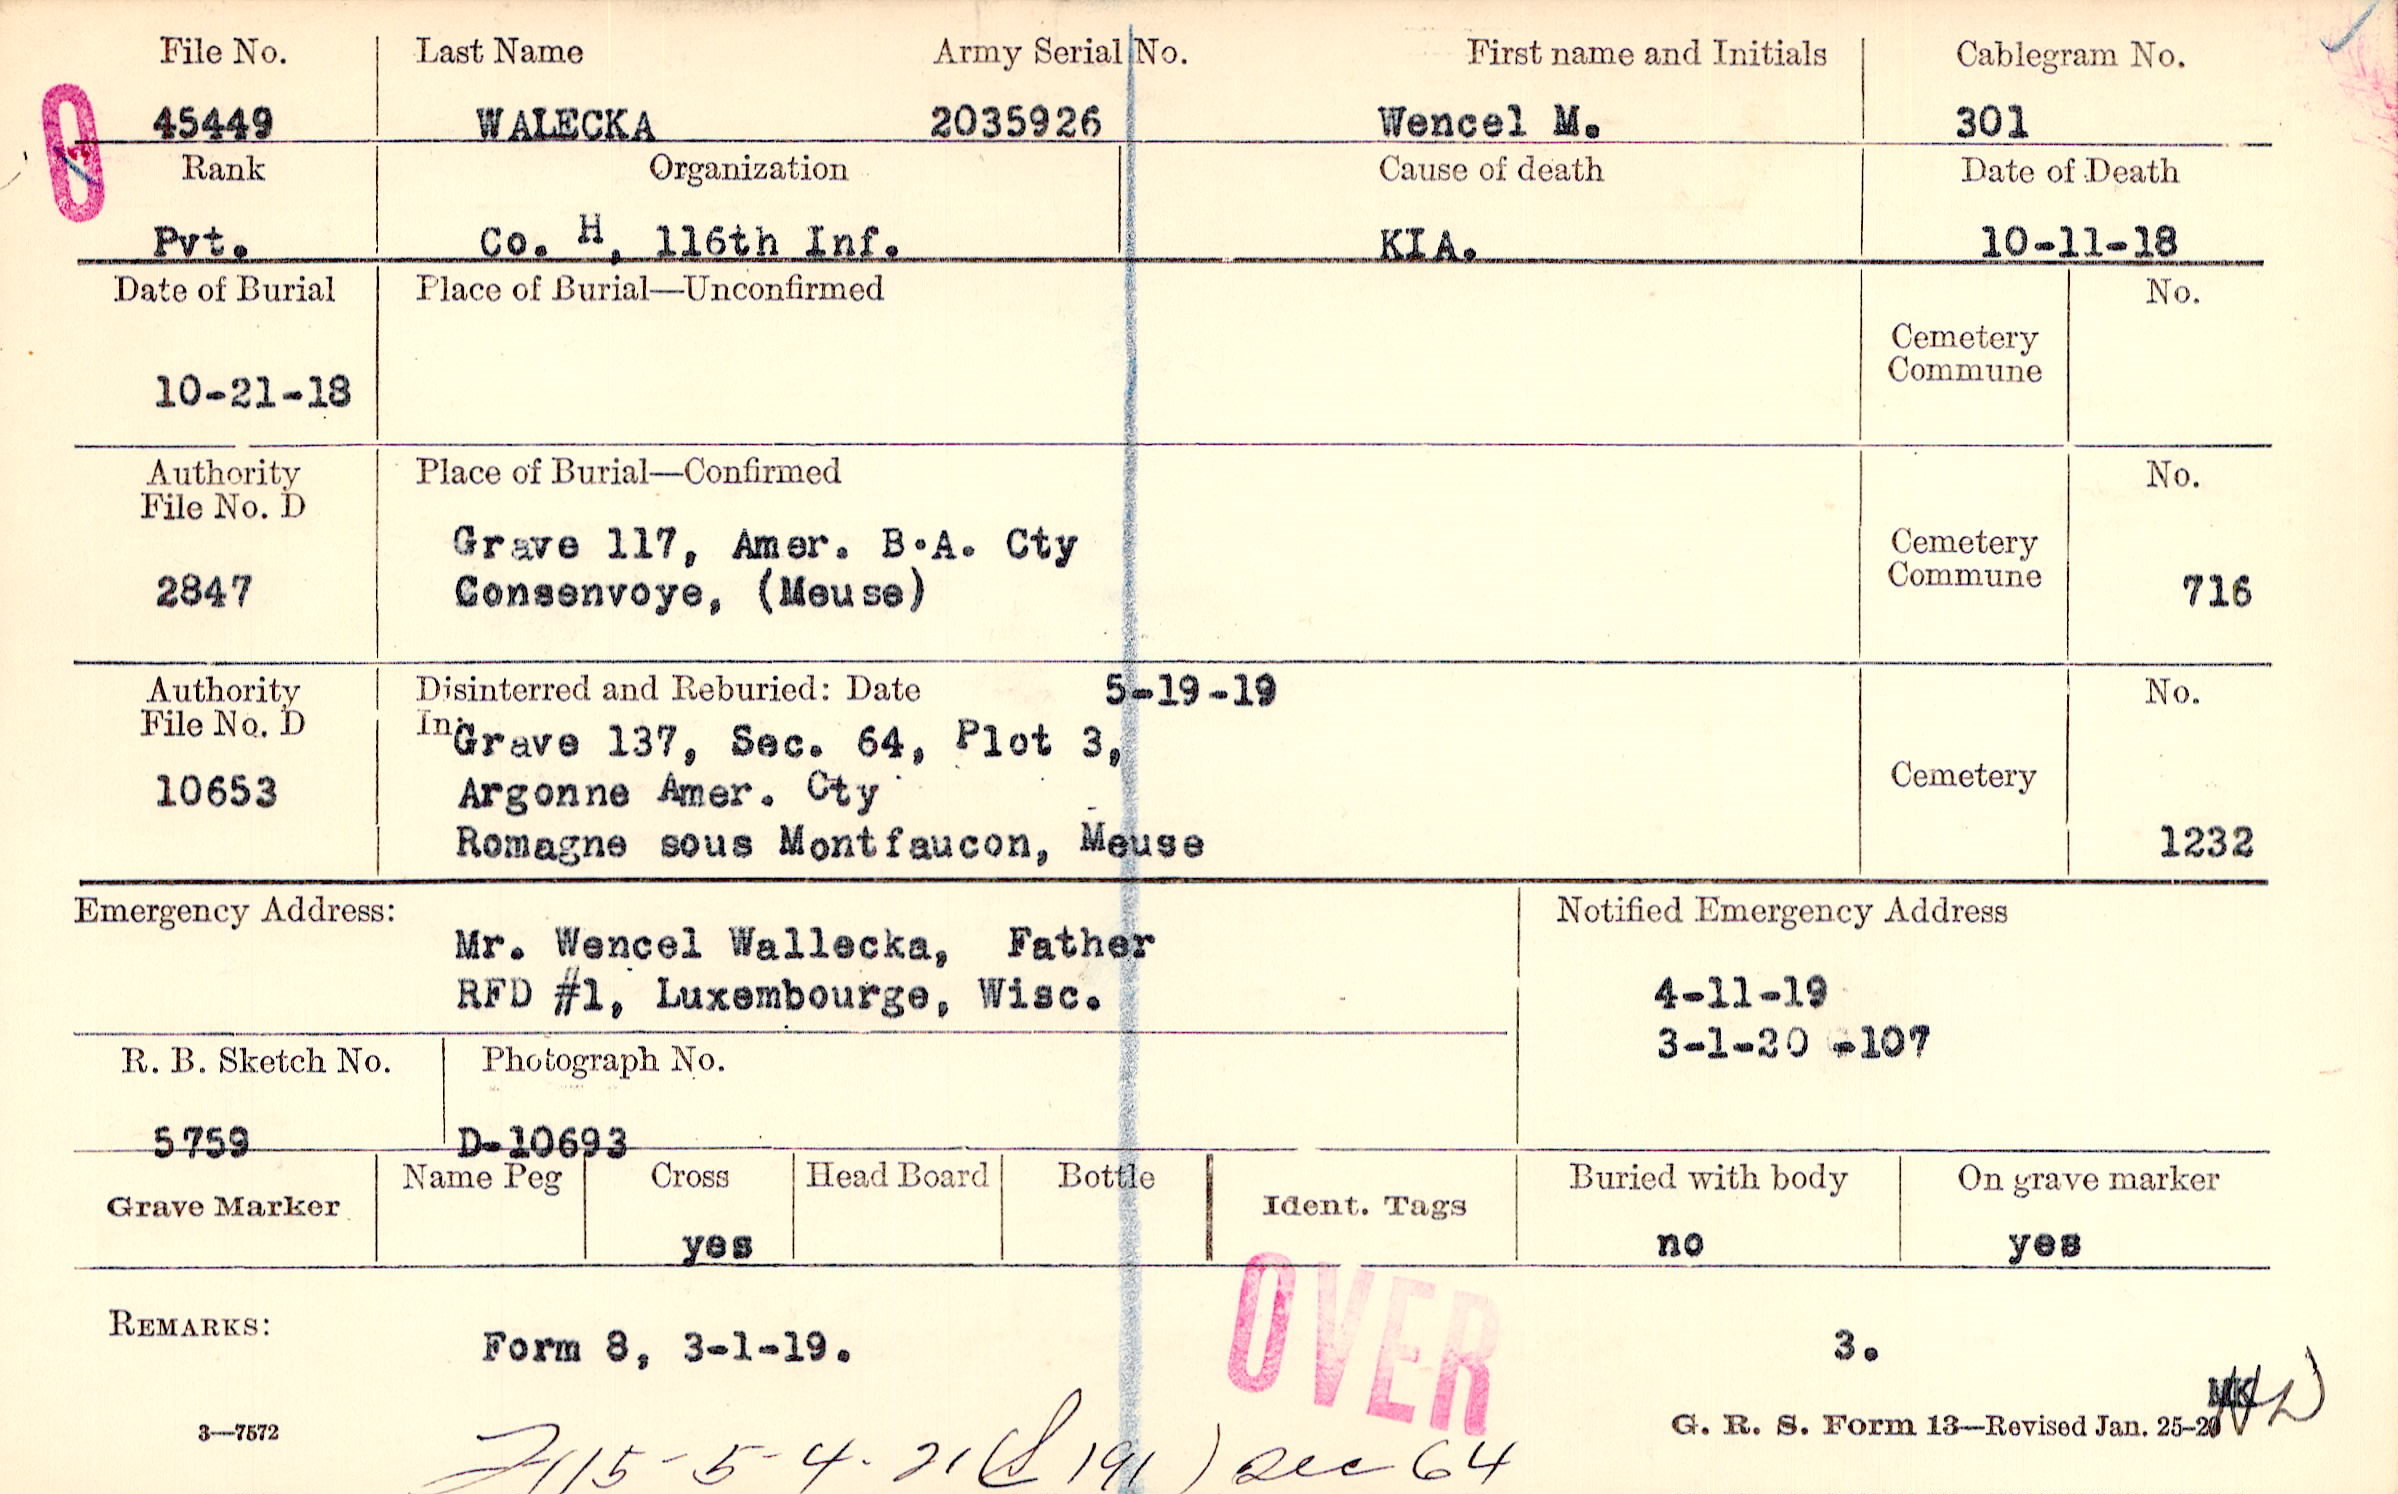 File No. Last Name Army Serial No. First name and Initials Cablegram No.
45449 WALECKA 2035926 Wencel M. 301
Rank Organization Cause of death Date of Death
Pvt. Co. H, 116th Inf. KIA. 10-11-18
Date of Burial Place of Burial—Unconfirmed No.
Cemetery
Commune
10-21-18
Authority Place of Burial—Confirmed No.
File No. D
Grave 117, Amer. B.A. Cty Cemetery
2847 Consenvoye, (Meuse) Commune 716
Authority Disinterred and Reburied: Date 5-19-19 No.
File No. D In: Grave 137, Sec. 64, Plot 3,
10653 Argonne Amer. Cty Cemetery
Romagne sous Montfaucon, Meuse 1232
Emergency Address: Notified Emergency Address
Mr. Wencel Wallecka, Father
RFD #1, Luxembourge, Wisc. 4-11-19
3-1-20 -107
R. B. Sketch No. Photograph No.
5759 D-10693
Grave Marker Name Peg Cross Head Board Bottle Ident. Tags Buried with body On grave marker
yes no yes
OVER
REMARKS: Form 8, 3-1-19. 3.
MK
3—7572 G. R. S. Form 13—Revised Jan. 25-20
5-4-21 191) Sec 64